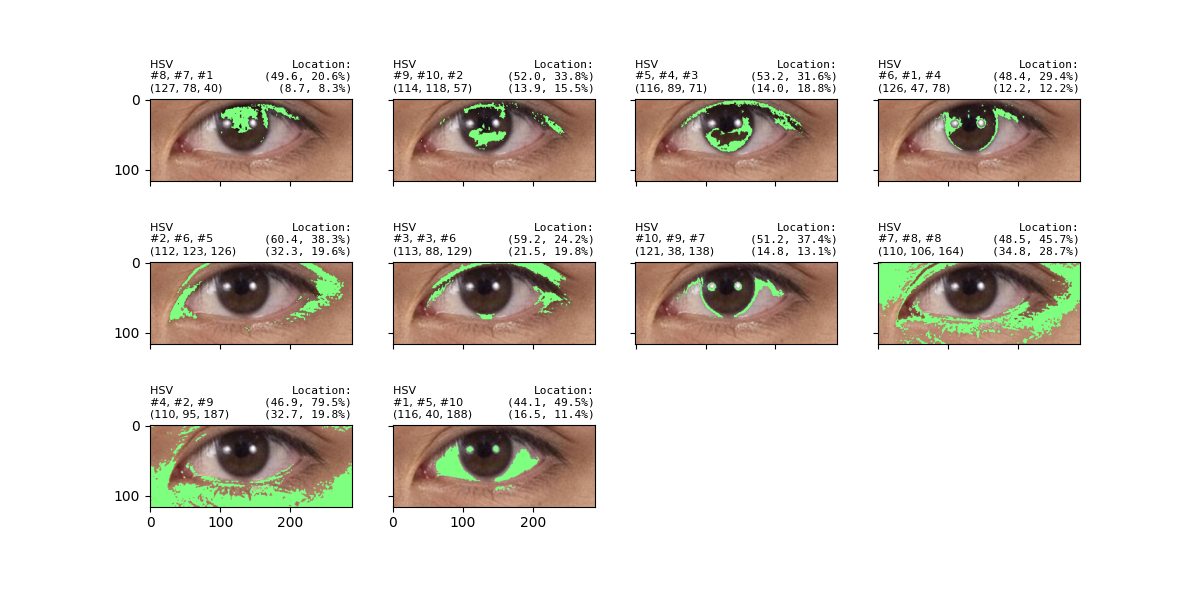 HSV Location:
#8, #7, #1 (49.6, 20.6%)
(127, 78, 40) (8.7, 8.3%)
HSV Location:
#9, #10, #2 (52.0, 33.8%)
(114, 118, 57) (13.9, 15.5%)
HSV Location:
#5, #4, #3 (53.2, 31.6%)
(116, 89, 71) (14.0, 18.8%)
HSV Location:
#6, #1, #4 (48.4, 29.4%)
(126, 47, 78) (12.2, 12.2%)
0
100
HSV Location:
#2, #6, #5 (60.4, 38.3%)
(112, 123, 126) (32.3, 19.6%)
HSV Location:
#3, #3, #6 (59.2, 24.2%)
(113, 88, 129) (21.5, 19.8%)
HSV Location:
#10, #9, #7 (51.2, 37.4%)
(121, 38, 138) (14.8, 13.1%)
HSV Location:
#7, #8, #8 (48.5, 45.7%)
(110, 106, 164) (34.8, 28.7%)
0
100
HSV Location:
#4, #2, #9 (46.9, 79.5%)
(110, 95, 187) (32.7, 19.8%)
HSV Location:
#1, #5, #10 (44.1, 49.5%)
(116, 40, 188) (16.5, 11.4%)
0
100
0 100 200
0 100 200